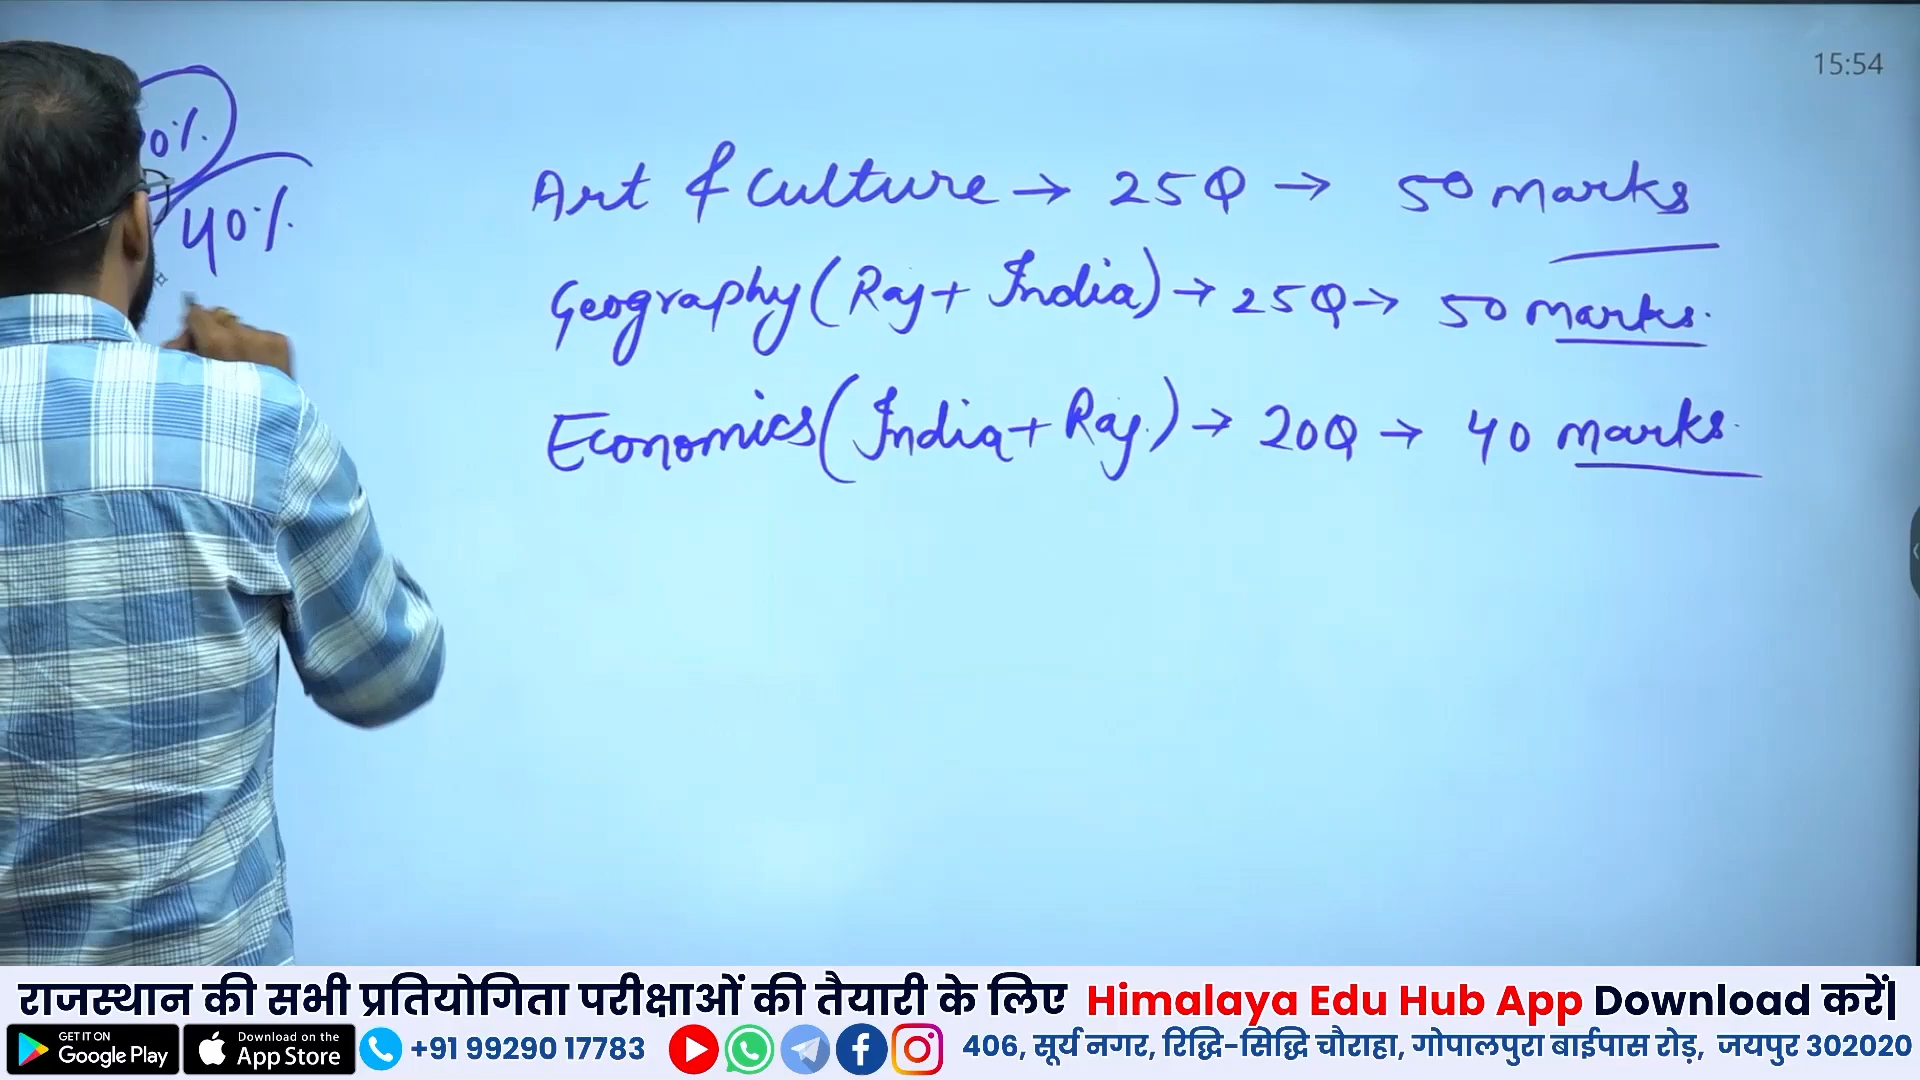 15:54
40%
Art & Culture → 25Q → 50 marks
Geography (Raj + India) → 25Q → 50 marks.
Economics (India + Raj.) → 20Q → 40 marks.
राजस्थान की सभी प्रतियोगिता परीक्षाओं की तैयारी के लिए Himalaya Edu Hub App Download करें|
GET IT ON Google Play Download on the App Store +91 99290 17783 406, सूर्य नगर, रिद्धि-सिद्धि चौराहा, गोपालपुरा बाईपास रोड़, जयपुर 302020